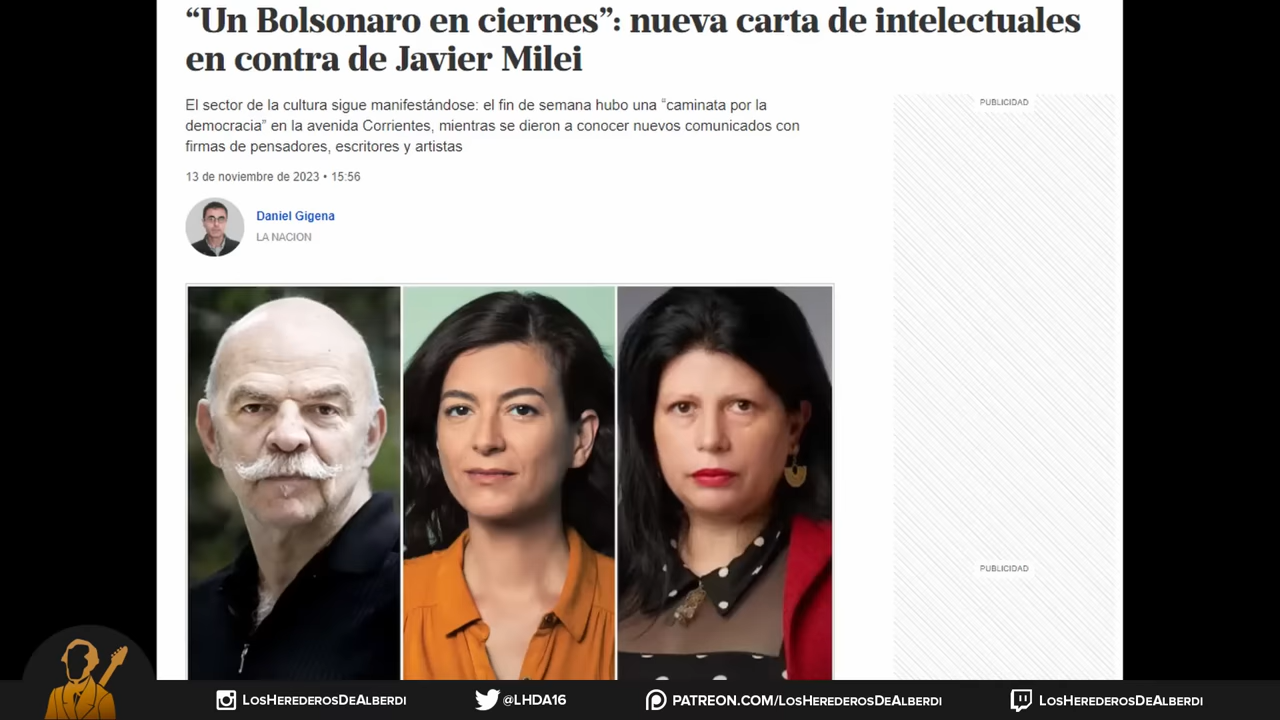 “Un Bolsonaro en ciernes”: nueva carta de intelectuales
en contra de Javier Milei
El sector de la cultura sigue manifestándose: el fin de semana hubo una “caminata por la
democracia” en la avenida Corrientes, mientras se dieron a conocer nuevos comunicados con
firmas de pensadores, escritores y artistas
13 de noviembre de 2023 • 15:56
Daniel Gigena
LA NACION
PUBLICIDAD
PUBLICIDAD
LosHerederosDeAlberdi
@LHDA16
patreon.com/LosHerederosDeAlberdi
LosHerederosDeAlberdi